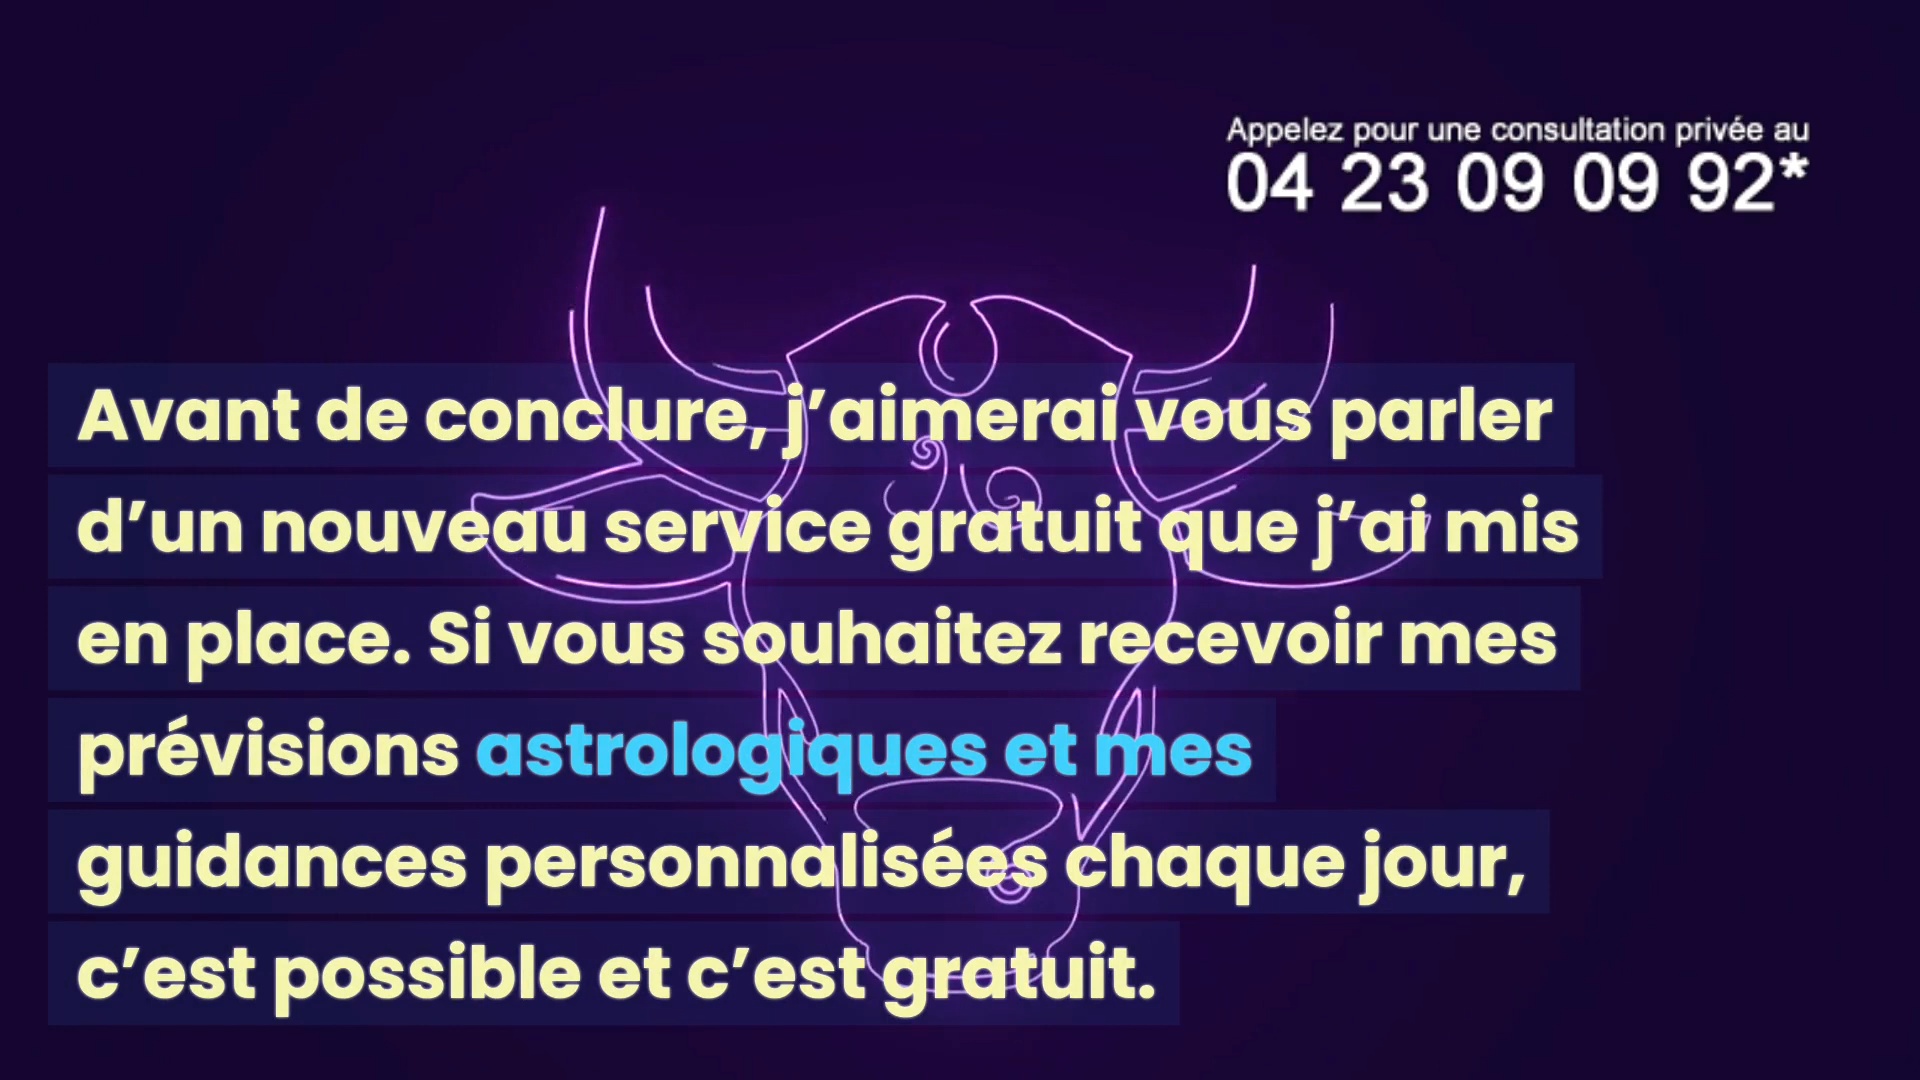 Appelez pour une consultation privée au
04 23 09 09 92*
Avant de conclure, j’aimerai vous parler
d’un nouveau service gratuit que j’ai mis
en place. Si vous souhaitez recevoir mes
prévisions astrologiques et mes
guidances personnalisées chaque jour,
c’est possible et c’est gratuit.